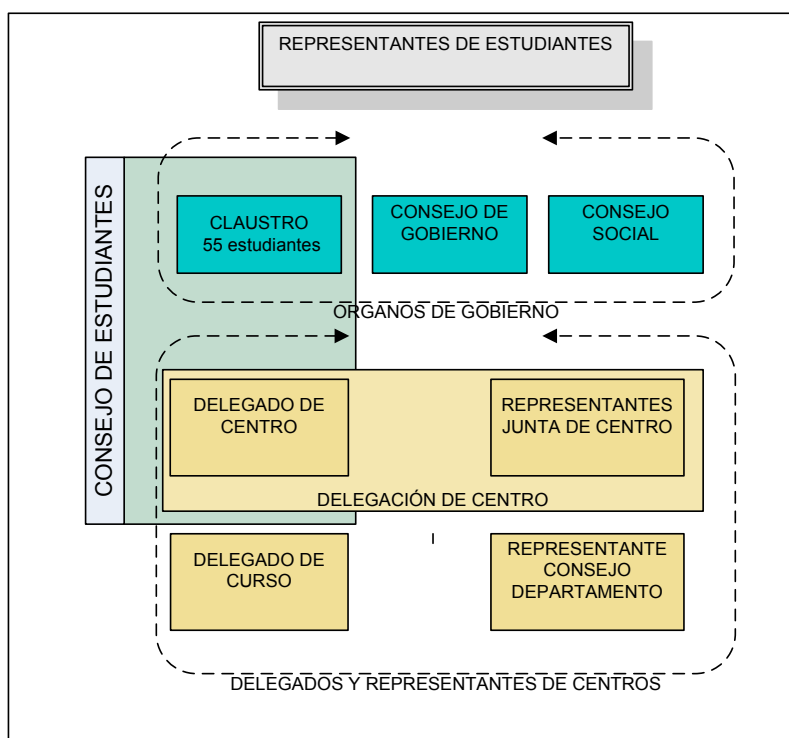 REPRESENTANTES DE ESTUDIANTES
CONSEJO DE ESTUDIANTES
CLAUSTRO
55 estudiantes
CONSEJO DE
GOBIERNO
CONSEJO
SOCIAL
ORGANOS DE GOBIERNO
DELEGADO DE
CENTRO
REPRESENTANTES
JUNTA DE CENTRO
DELEGACIÓN DE CENTRO
DELEGADO DE
CURSO
REPRESENTANTE
CONSEJO
DEPARTAMENTO
DELEGADOS Y REPRESENTANTES DE CENTROS